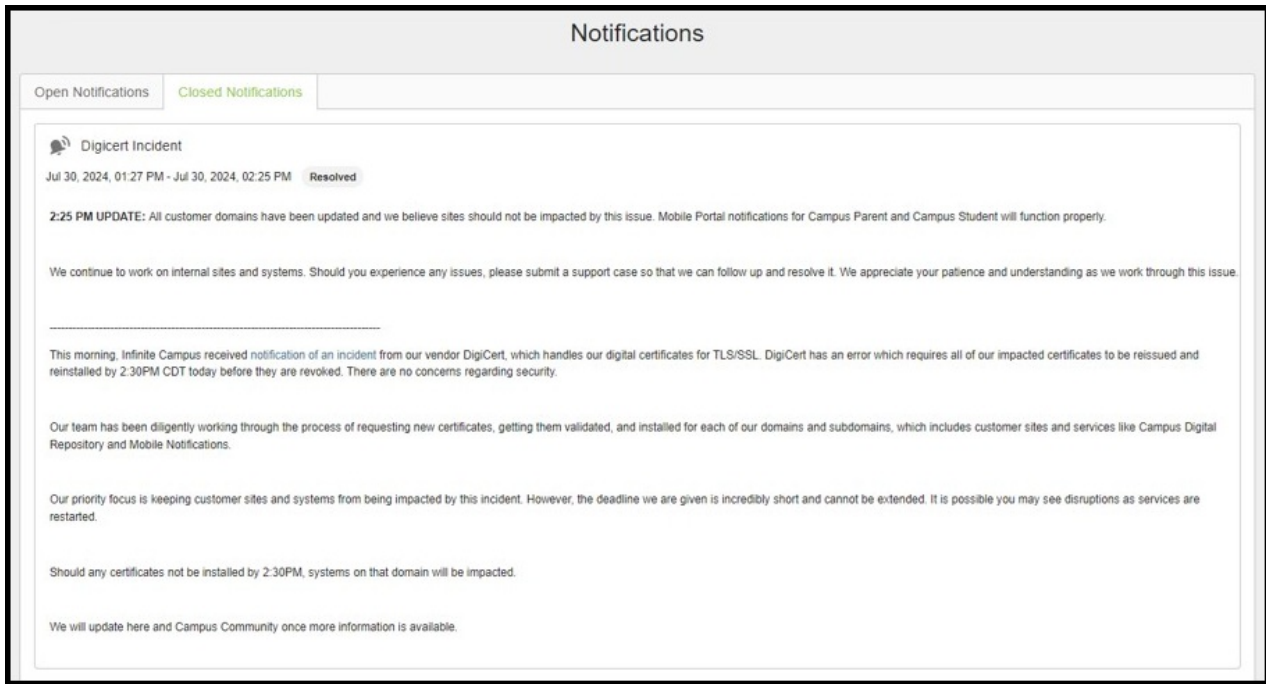 Notifications
Open Notifications
Closed Notifications
Digicert Incident
Jul 30, 2024, 01:27 PM - Jul 30, 2024, 02:25 PM Resolved
2:25 PM UPDATE: All customer domains have been updated and we believe sites should not be impacted by this issue. Mobile Portal notifications for Campus Parent and Campus Student will function properly.
We continue to work on internal sites and systems. Should you experience any issues, please submit a support case so that we can follow up and resolve it. We appreciate your patience and understanding as we work through this issue.
--------------------------------------------------------------------------------
This morning, Infinite Campus received notification of an incident from our vendor DigiCert, which handles our digital certificates for TLS/SSL. DigiCert has an error which requires all of our impacted certificates to be reissued and
reinstalled by 2:30PM CDT today before they are revoked. There are no concerns regarding security.
Our team has been diligently working through the process of requesting new certificates, getting them validated, and installed for each of our domains and subdomains, which includes customer sites and services like Campus Digital
Repository and Mobile Notifications.
Our priority focus is keeping customer sites and systems from being impacted by this incident. However, the deadline we are given is incredibly short and cannot be extended. It is possible you may see disruptions as services are
restarted.
Should any certificates not be installed by 2:30PM, systems on that domain will be impacted.
We will update here and Campus Community once more information is available.